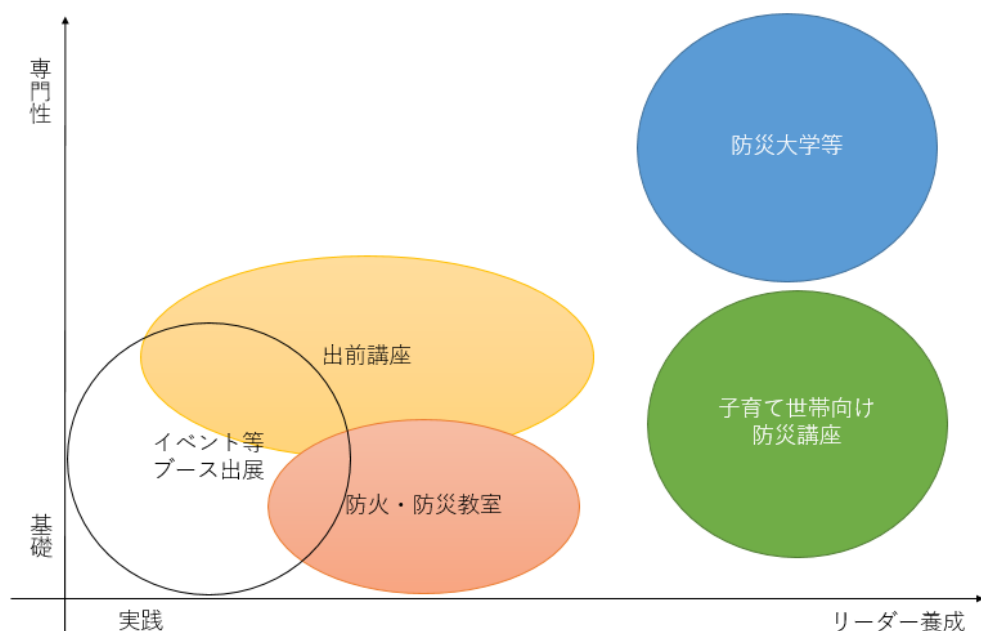 専門性
防災大学等
出前講座
子育て世帯向け
防災講座
イベント等
ブース出展
防火・防災教室
基礎
実践
リーダー養成